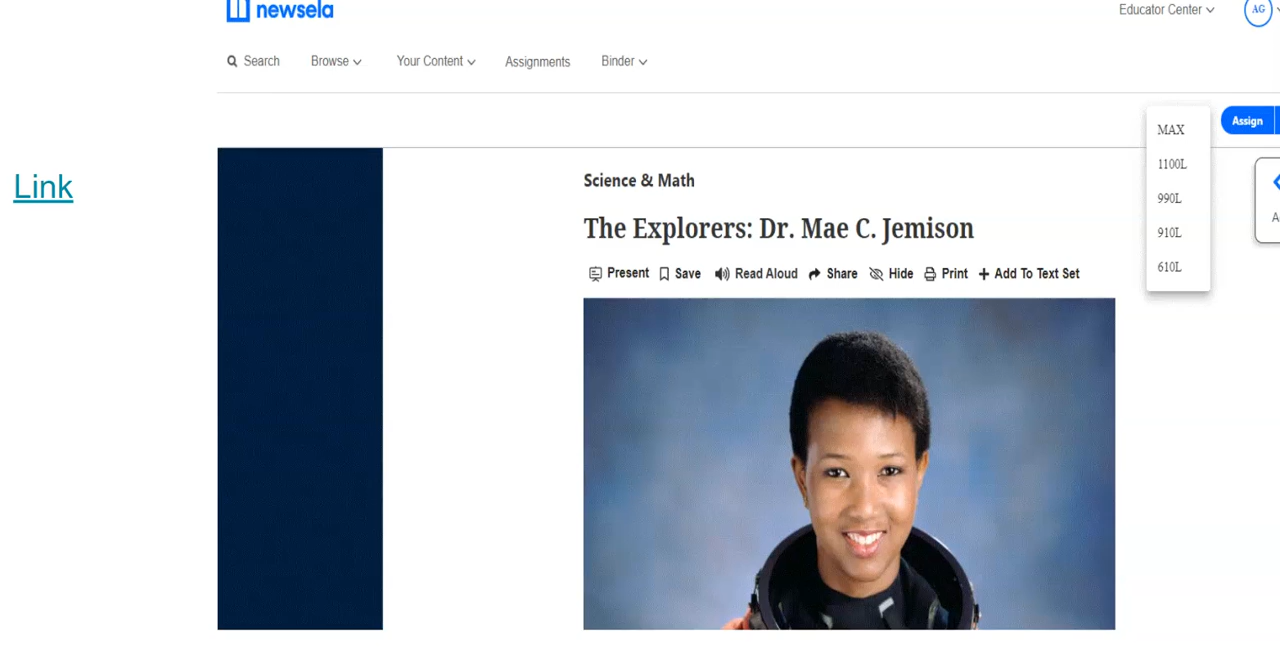 newsela
Educator Center
AG
Search Browse Your Content Assignments Binder
MAX
Assign
1100L
990L
910L
610L
Link
Science & Math
The Explorers: Dr. Mae C. Jemison
Present Save Read Aloud Share Hide Print + Add To Text Set